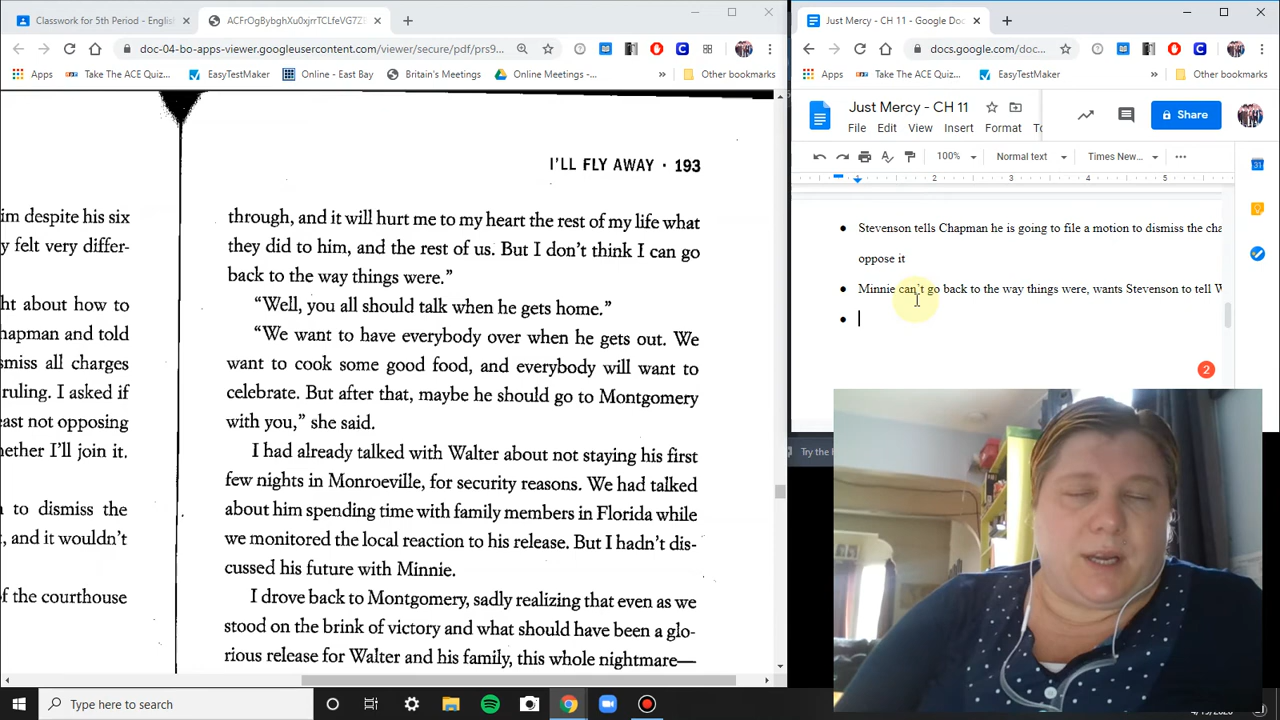 Classwork for 5th Period - English
ACFrOgBybghXu0xjrrTCLfeVG7Z
Just Mercy - CH 11 - Google Doc
doc-04-bo-apps-viewer.googleusercontent.com/viewer/secure/pdf/prs9...
docs.google.com/doc...
Apps
Take The ACE Quiz...
EasyTestMaker
Online - East Bay
Britain's Meetings
Online Meetings -...
»
Other bookmarks
Apps
Take The ACE Quiz...
EasyTestMaker
»
Other bookmarks
Just Mercy - CH 11
File Edit View Insert Format To
Share
100% Normal text Times New...
2 3 4 5
I'LL FLY AWAY · 193
im despite his six
y felt very differ-
ht about how to
hapman and told
smiss all charges
ruling. I asked if
east not opposing
hether I'll join it.
n to dismiss the
t, and it wouldn't
f the courthouse
through, and it will hurt me to my heart the rest of my life what
they did to him, and the rest of us. But I don't think I can go
back to the way things were."
"Well, you all should talk when he gets home."
"We want to have everybody over when he gets out. We
want to cook some good food, and everybody will want to
celebrate. But after that, maybe he should go to Montgomery
with you," she said.
I had already talked with Walter about not staying his first
few nights in Monroeville, for security reasons. We had talked
about him spending time with family members in Florida while
we monitored the local reaction to his release. But I hadn't dis-
cussed his future with Minnie.
I drove back to Montgomery, sadly realizing that even as we
stood on the brink of victory and what should have been a glo-
rious release for Walter and his family, this whole nightmare—
• Stevenson tells Chapman he is going to file a motion to dismiss the cha
oppose it
• Minnie can't go back to the way things were, wants Stevenson to tell W
•
2
Try the
Type here to search